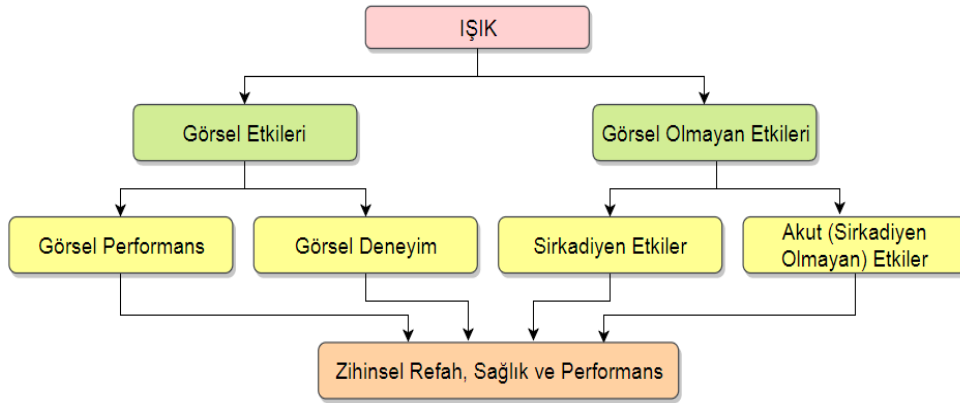 IŞIK
Görsel Etkileri
Görsel Olmayan Etkileri
Görsel Performans
Görsel Deneyim
Sirkadiyen Etkiler
Akut (Sirkadiyen
Olmayan) Etkiler
Zihinsel Refah, Sağlık ve Performans